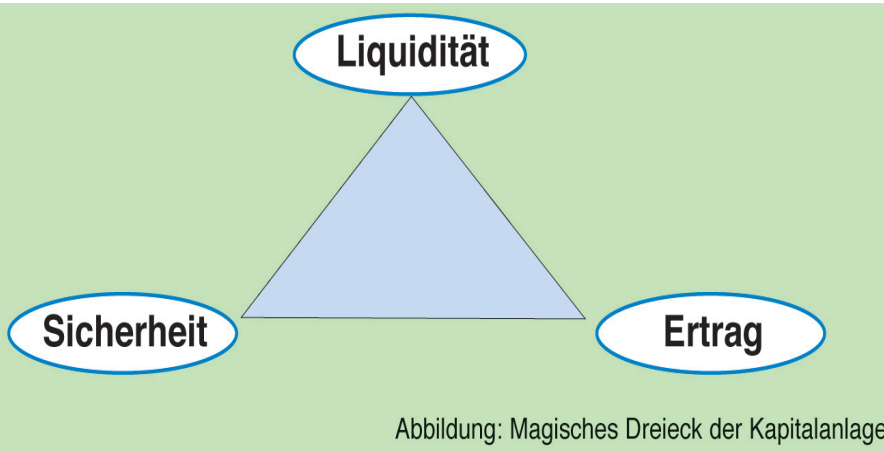 Liquidität
Sicherheit
Ertrag
Abbildung: Magisches Dreieck der Kapitalanlage